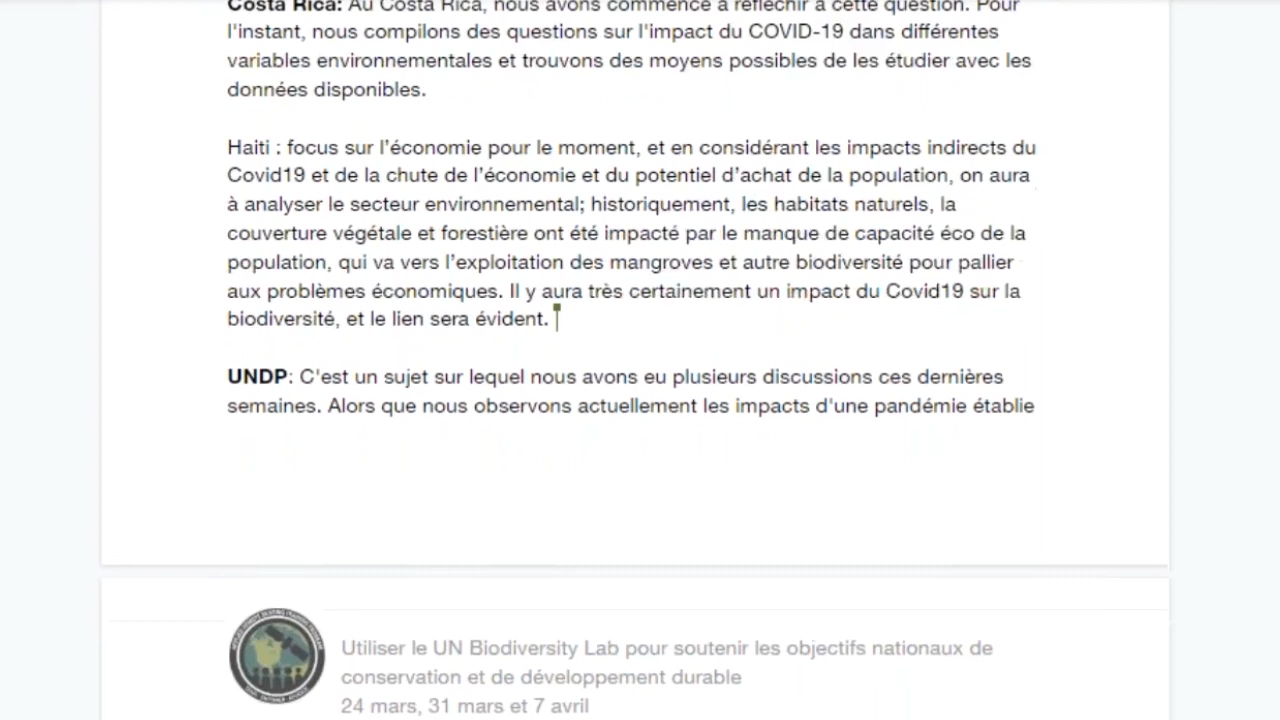 Costa Rica: Au Costa Rica, nous avons commencé à réfléchir à cette question. Pour
l'instant, nous compilons des questions sur l'impact du COVID-19 dans différentes
variables environnementales et trouvons des moyens possibles de les étudier avec les
données disponibles.
Haiti : focus sur l’économie pour le moment, et en considérant les impacts indirects du
Covid19 et de la chute de l’économie et du potentiel d’achat de la population, on aura
à analyser le secteur environnemental; historiquement, les habitats naturels, la
couverture végétale et forestière ont été impacté par le manque de capacité éco de la
population, qui va vers l’exploitation des mangroves et autre biodiversité pour pallier
aux problèmes économiques. Il y aura très certainement un impact du Covid19 sur la
biodiversité, et le lien sera évident.
UNDP: C'est un sujet sur lequel nous avons eu plusieurs discussions ces dernières
semaines. Alors que nous observons actuellement les impacts d'une pandémie établie
Utiliser le UN Biodiversity Lab pour soutenir les objectifs nationaux de
conservation et de développement durable
24 mars, 31 mars et 7 avril